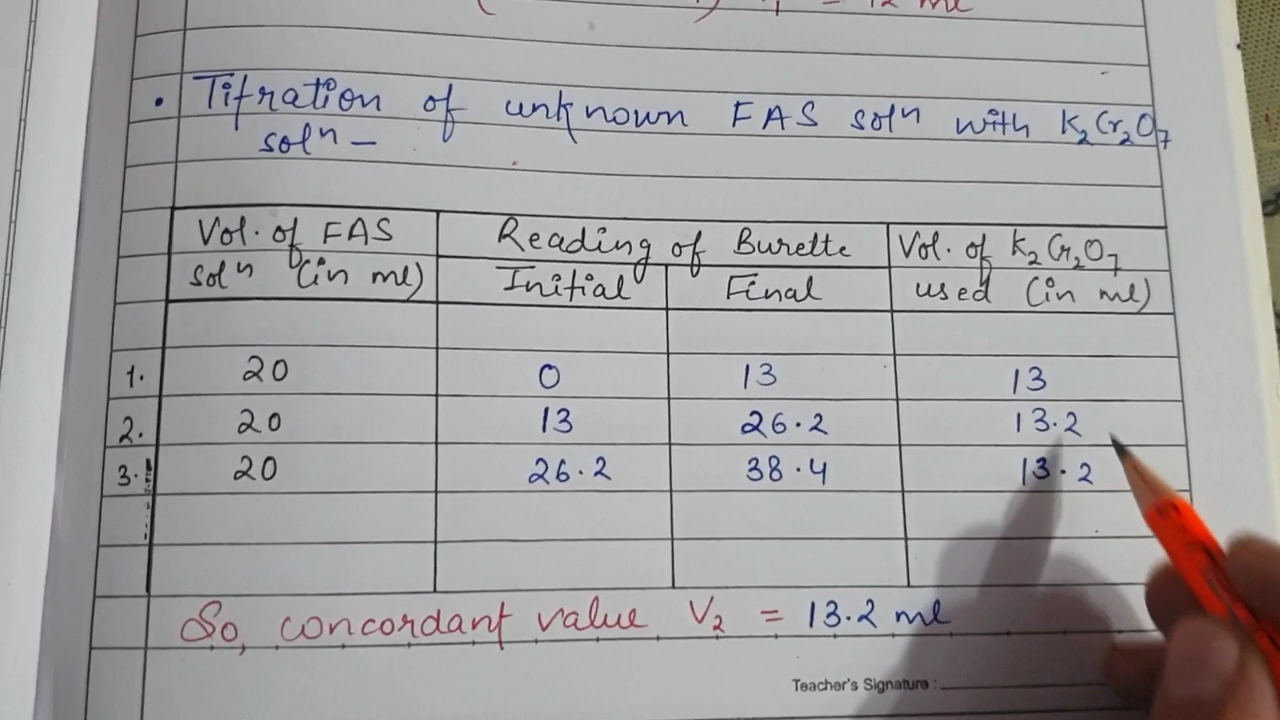 = 12 ml
• Titration of unknown FAS solⁿ with K₂Cr₂O₇
solⁿ –
Vol. of FAS solⁿ (in ml) Reading of Burette Vol. of K₂Cr₂O₇ used (in ml)
Initial Final
1. 20 0 13 13
2. 20 13 26.2 13.2
3. 20 26.2 38.4 13.2
So, concordant value V₂ = 13.2 ml
Teacher's Signature :